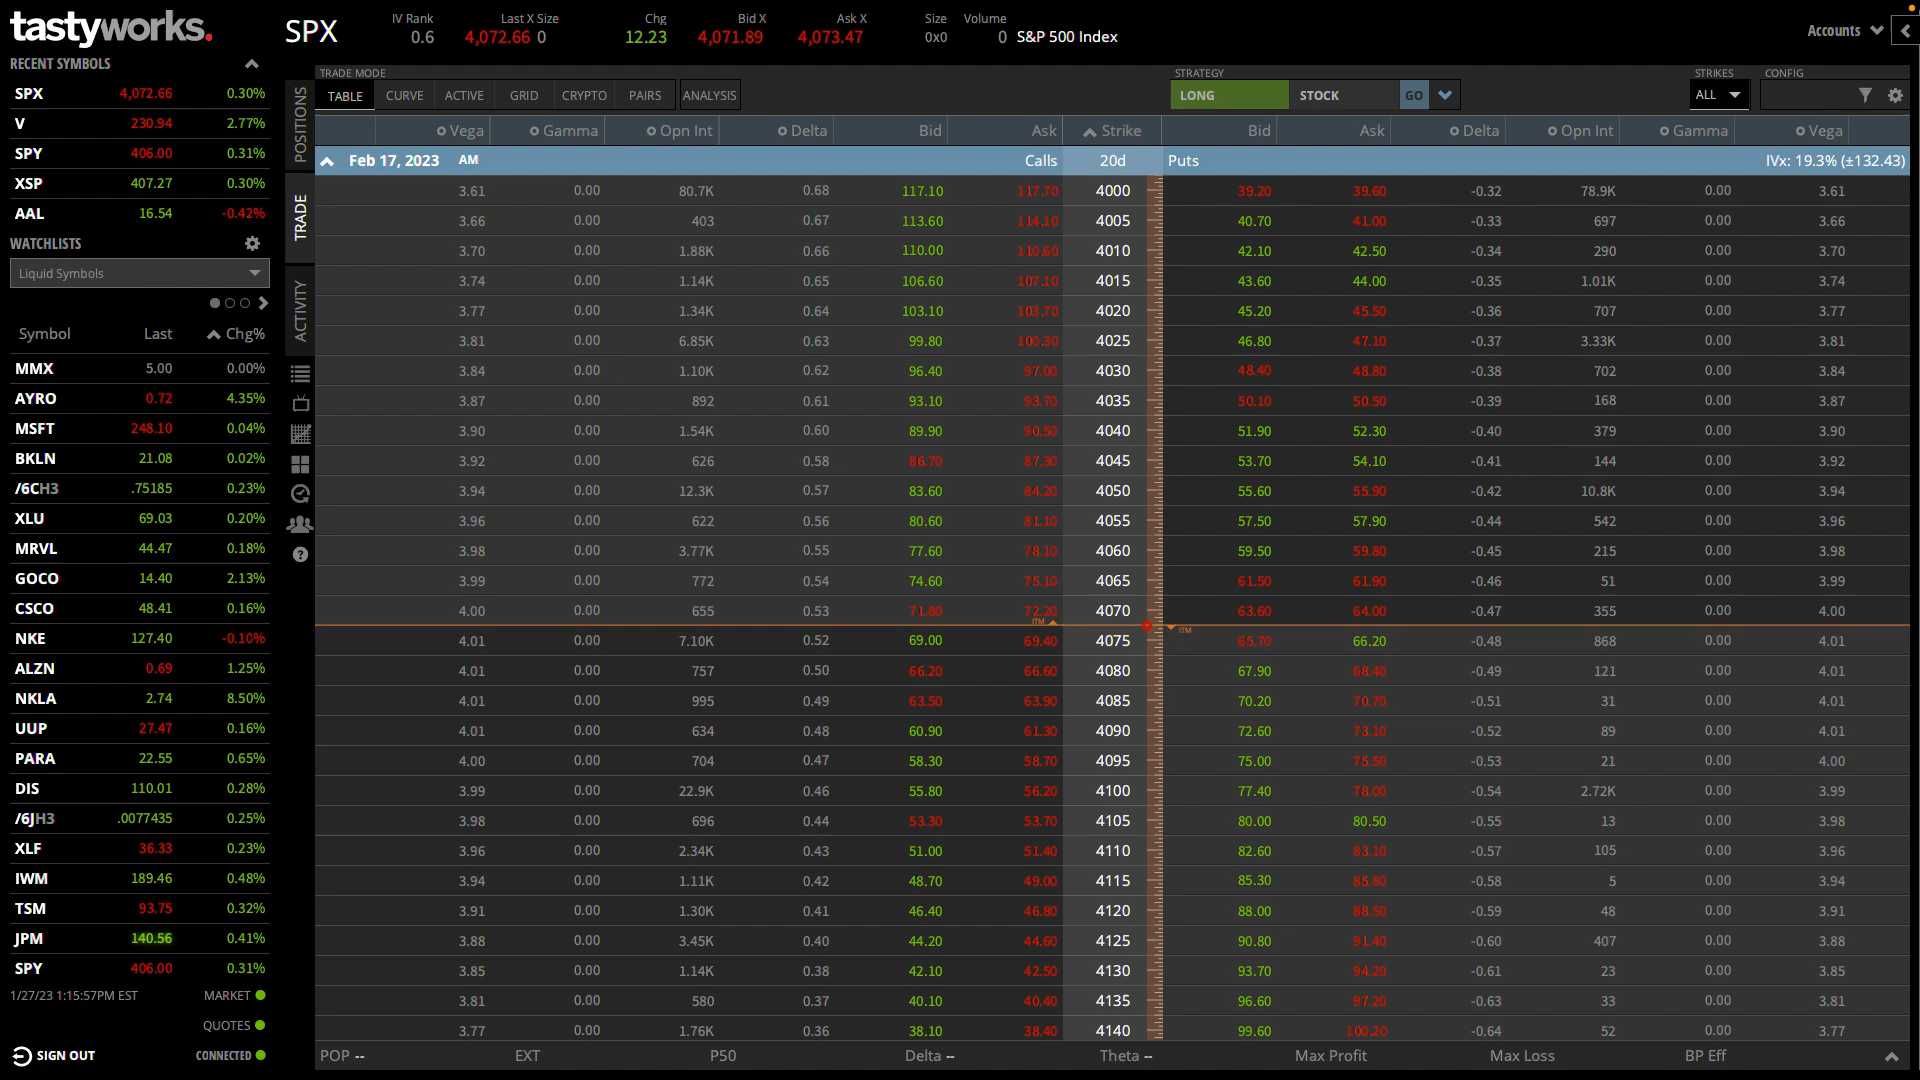 tastyworks.
SPX
IV Rank Last X Size Chg Bid X Ask X Size Volume
0.6 4,072.66 0 12.23 4,071.89 4,073.47 0x0 0 S&P 500 Index
Accounts
RECENT SYMBOLS
SPX 4,072.66 0.30%
V 230.94 2.77%
SPY 406.00 0.31%
XSP 407.27 0.30%
AAL 16.54 -0.42%
WATCHLISTS
Liquid Symbols
Symbol Last Chg%
MMX 5.00 0.00%
AYRO 0.72 4.35%
MSFT 248.10 0.04%
BKLN 21.08 0.02%
/6CH3 .75185 0.23%
XLU 69.03 0.20%
MRVL 44.47 0.18%
GOCO 14.40 2.13%
CSCO 48.41 0.16%
NKE 127.40 -0.10%
ALZN 0.69 1.25%
NKLA 2.74 8.50%
UUP 27.47 0.16%
PARA 22.55 0.65%
DIS 110.01 0.28%
/6JH3 .0077435 0.25%
XLF 36.33 0.23%
IWM 189.46 0.48%
TSM 93.75 0.32%
JPM 140.56 0.41%
SPY 406.00 0.31%
1/27/23 1:15:57PM EST MARKET
QUOTES
SIGN OUT CONNECTED
POSITIONS
TRADE
ACTIVITY
TRADE MODE STRATEGY STRIKES CONFIG
TABLE CURVE ACTIVE GRID CRYPTO PAIRS ANALYSIS LONG STOCK GO ALL
Vega Gamma Opn Int Delta Bid Ask Strike Bid Ask Delta Opn Int Gamma Vega
Feb 17, 2023 AM Calls 20d Puts IVx: 19.3% (±132.43)
3.61 0.00 80.7K 0.68 117.10 117.70 4000 39.20 39.60 -0.32 78.9K 0.00 3.61
3.66 0.00 403 0.67 113.60 114.10 4005 40.70 41.00 -0.33 697 0.00 3.66
3.70 0.00 1.88K 0.66 110.00 110.60 4010 42.10 42.50 -0.34 290 0.00 3.70
3.74 0.00 1.14K 0.65 106.60 107.10 4015 43.60 44.00 -0.35 1.01K 0.00 3.74
3.77 0.00 1.34K 0.64 103.10 103.70 4020 45.20 45.50 -0.36 707 0.00 3.77
3.81 0.00 6.85K 0.63 99.80 100.30 4025 46.80 47.10 -0.37 3.33K 0.00 3.81
3.84 0.00 1.10K 0.62 96.40 97.00 4030 48.40 48.80 -0.38 702 0.00 3.84
3.87 0.00 892 0.61 93.10 93.70 4035 50.10 50.50 -0.39 168 0.00 3.87
3.90 0.00 1.54K 0.60 89.90 90.50 4040 51.90 52.30 -0.40 379 0.00 3.90
3.92 0.00 626 0.58 86.70 87.30 4045 53.70 54.10 -0.41 144 0.00 3.92
3.94 0.00 12.3K 0.57 83.60 84.20 4050 55.60 55.90 -0.42 10.8K 0.00 3.94
3.96 0.00 622 0.56 80.60 81.10 4055 57.50 57.90 -0.44 542 0.00 3.96
3.98 0.00 3.77K 0.55 77.60 78.10 4060 59.50 59.80 -0.45 215 0.00 3.98
3.99 0.00 772 0.54 74.60 75.10 4065 61.50 61.90 -0.46 51 0.00 3.99
4.00 0.00 655 0.53 71.80 72.20 4070 63.60 64.00 -0.47 355 0.00 4.00
ITM ITM
4.01 0.00 7.10K 0.52 69.00 69.40 4075 65.70 66.20 -0.48 868 0.00 4.01
4.01 0.00 757 0.50 66.20 66.60 4080 67.90 68.40 -0.49 121 0.00 4.01
4.01 0.00 995 0.49 63.50 63.90 4085 70.20 70.70 -0.51 31 0.00 4.01
4.01 0.00 634 0.48 60.90 61.30 4090 72.60 73.10 -0.52 89 0.00 4.01
4.00 0.00 704 0.47 58.30 58.70 4095 75.00 75.50 -0.53 21 0.00 4.00
3.99 0.00 22.9K 0.46 55.80 56.20 4100 77.40 78.00 -0.54 2.72K 0.00 3.99
3.98 0.00 696 0.44 53.30 53.70 4105 80.00 80.50 -0.55 13 0.00 3.98
3.96 0.00 2.34K 0.43 51.00 51.40 4110 82.60 83.10 -0.57 105 0.00 3.96
3.94 0.00 1.11K 0.42 48.70 49.00 4115 85.30 85.80 -0.58 5 0.00 3.94
3.91 0.00 1.30K 0.41 46.40 46.80 4120 88.00 88.50 -0.59 48 0.00 3.91
3.88 0.00 3.45K 0.40 44.20 44.60 4125 90.80 91.40 -0.60 407 0.00 3.88
3.85 0.00 1.14K 0.38 42.10 42.50 4130 93.70 94.20 -0.61 23 0.00 3.85
3.81 0.00 580 0.37 40.10 40.40 4135 96.60 97.20 -0.63 33 0.00 3.81
3.77 0.00 1.76K 0.36 38.10 38.40 4140 99.60 100.20 -0.64 52 0.00 3.77
POP -- EXT P50 Delta -- Theta -- Max Profit Max Loss BP Eff